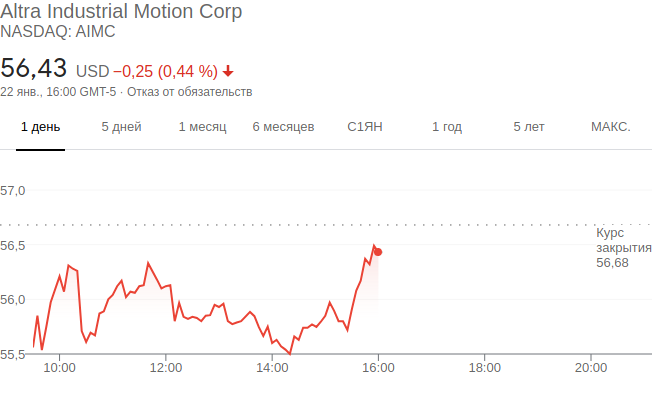 Altra Industrial Motion Corp
NASDAQ: AIMC
56,43 USD −0,25 (0,44 %)
22 янв., 16:00 GMT-5 · Отказ от обязательств
1 день 5 дней 1 месяц 6 месяцев С1ЯН 1 год 5 лет МАКС.
57,0
Курс
закрытия
56,68
56,5
56,0
55,5
10:00 12:00 14:00 16:00 18:00 20:00